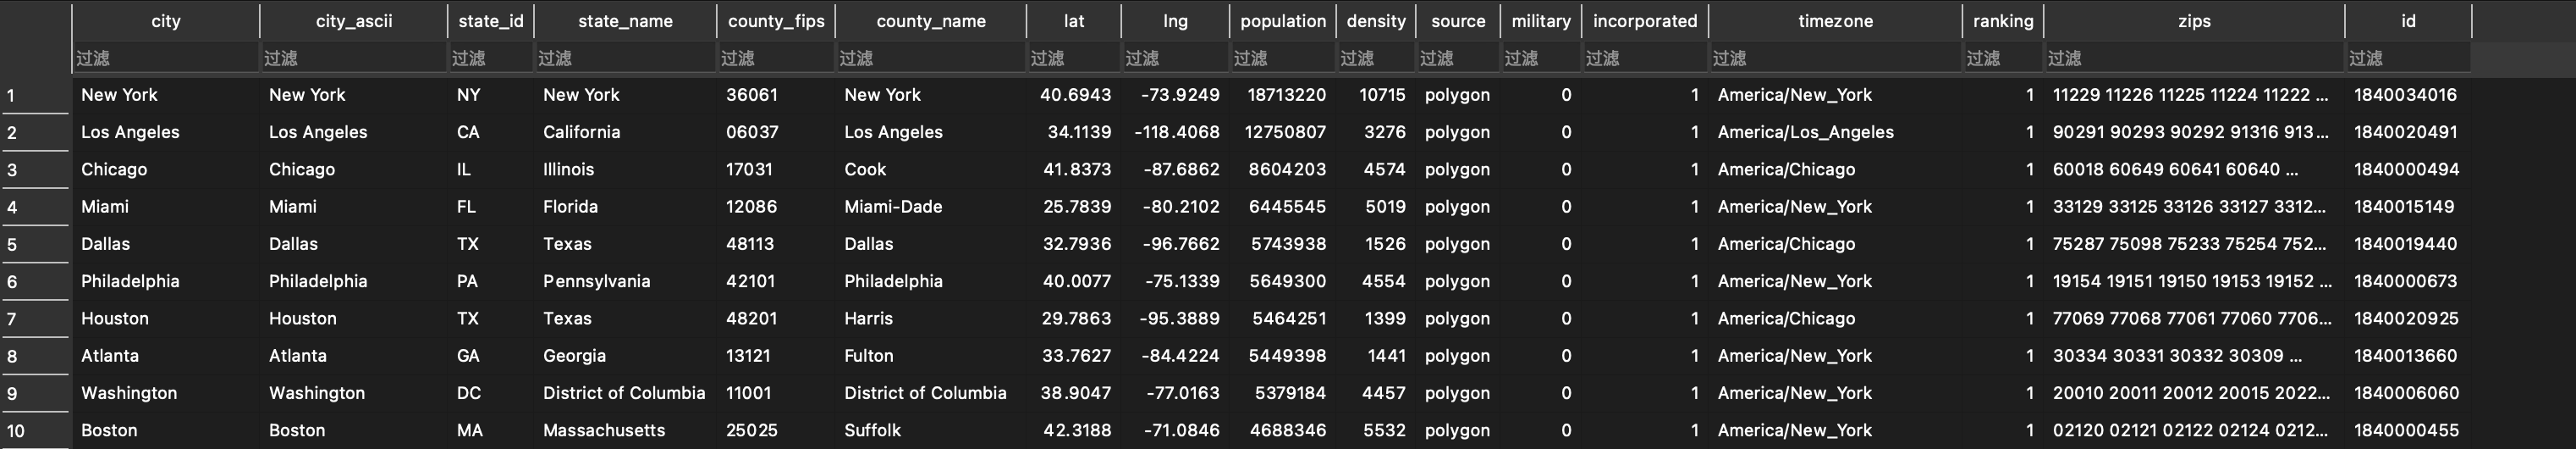 city city_ascii state_id state_name county_fips county_name lat lng population density source military incorporated timezone ranking zips id
过滤 过滤 过滤 过滤 过滤 过滤 过滤 过滤 过滤 过滤 过滤 过滤 过滤 过滤 过滤 过滤 过滤
1 New York New York NY New York 36061 New York 40.6943 -73.9249 18713220 10715 polygon 0 1 America/New_York 1 11229 11226 11225 11224 11222 ... 1840034016
2 Los Angeles Los Angeles CA California 06037 Los Angeles 34.1139 -118.4068 12750807 3276 polygon 0 1 America/Los_Angeles 1 90291 90293 90292 91316 913... 1840020491
3 Chicago Chicago IL Illinois 17031 Cook 41.8373 -87.6862 8604203 4574 polygon 0 1 America/Chicago 1 60018 60649 60641 60640 ... 1840000494
4 Miami Miami FL Florida 12086 Miami-Dade 25.7839 -80.2102 6445545 5019 polygon 0 1 America/New_York 1 33129 33125 33126 33127 3312... 1840015149
5 Dallas Dallas TX Texas 48113 Dallas 32.7936 -96.7662 5743938 1526 polygon 0 1 America/Chicago 1 75287 75098 75233 75254 752... 1840019440
6 Philadelphia Philadelphia PA Pennsylvania 42101 Philadelphia 40.0077 -75.1339 5649300 4554 polygon 0 1 America/New_York 1 19154 19151 19150 19153 19152 ... 1840000673
7 Houston Houston TX Texas 48201 Harris 29.7863 -95.3889 5464251 1399 polygon 0 1 America/Chicago 1 77069 77068 77061 77060 7706... 1840020925
8 Atlanta Atlanta GA Georgia 13121 Fulton 33.7627 -84.4224 5449398 1441 polygon 0 1 America/New_York 1 30334 30331 30332 30309 ... 1840013660
9 Washington Washington DC District of Columbia 11001 District of Columbia 38.9047 -77.0163 5379184 4457 polygon 0 1 America/New_York 1 20010 20011 20012 20015 2022... 1840006060
10 Boston Boston MA Massachusetts 25025 Suffolk 42.3188 -71.0846 4688346 5532 polygon 0 1 America/New_York 1 02120 02121 02122 02124 0212... 1840000455